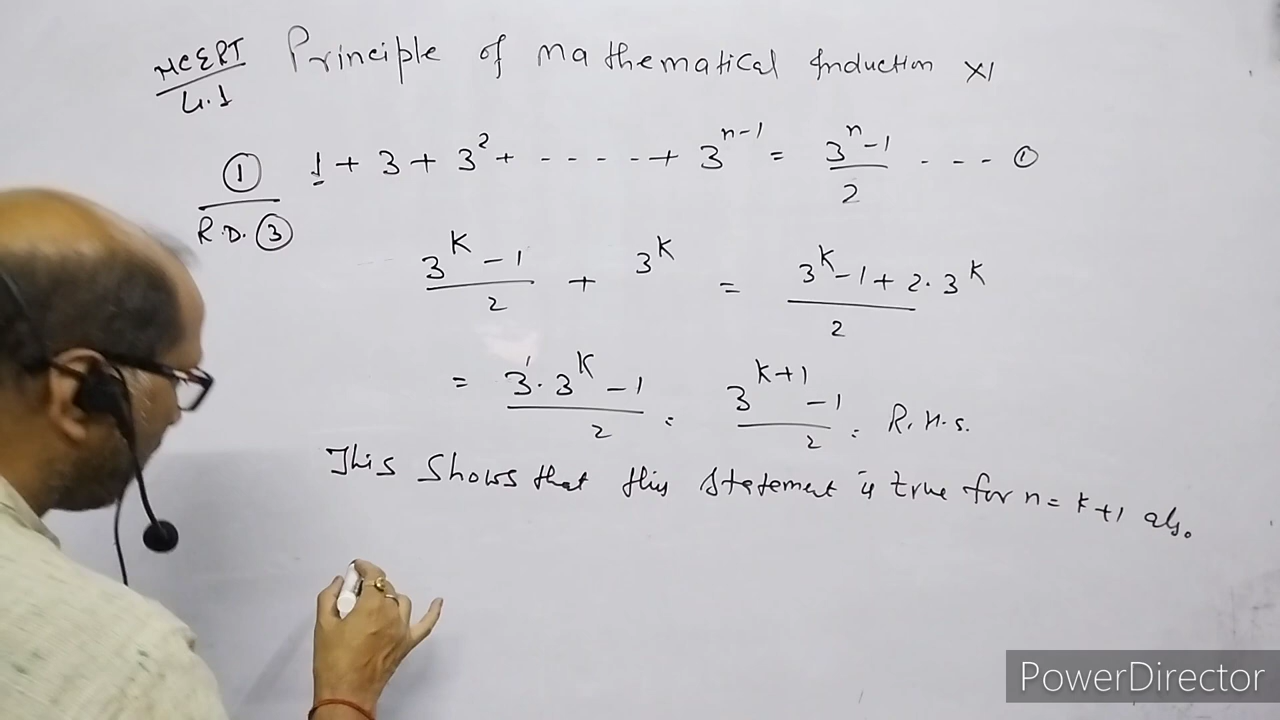 NCERT Principle of Mathematical Induction XI
4.1
① 1 + 3 + 3² + - - - - - + 3ⁿ⁻¹ = (3ⁿ - 1)/2 - - - ①
R.D. ③
(3ᴷ - 1)/2 + 3ᴷ = (3ᴷ - 1 + 2·3ᴷ)/2
= (3¹·3ᴷ - 1)/2 = (3ᴷ⁺¹ - 1)/2 = R.H.S.
This shows that this statement is true for n = k+1 also
PowerDirector